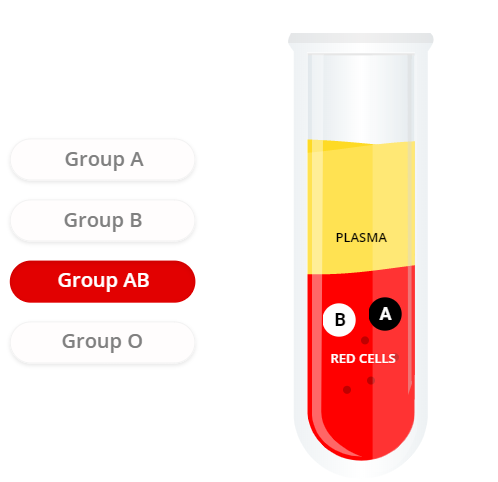 Group A
Group B
Group AB
Group O
PLASMA
B
A
RED CELLS